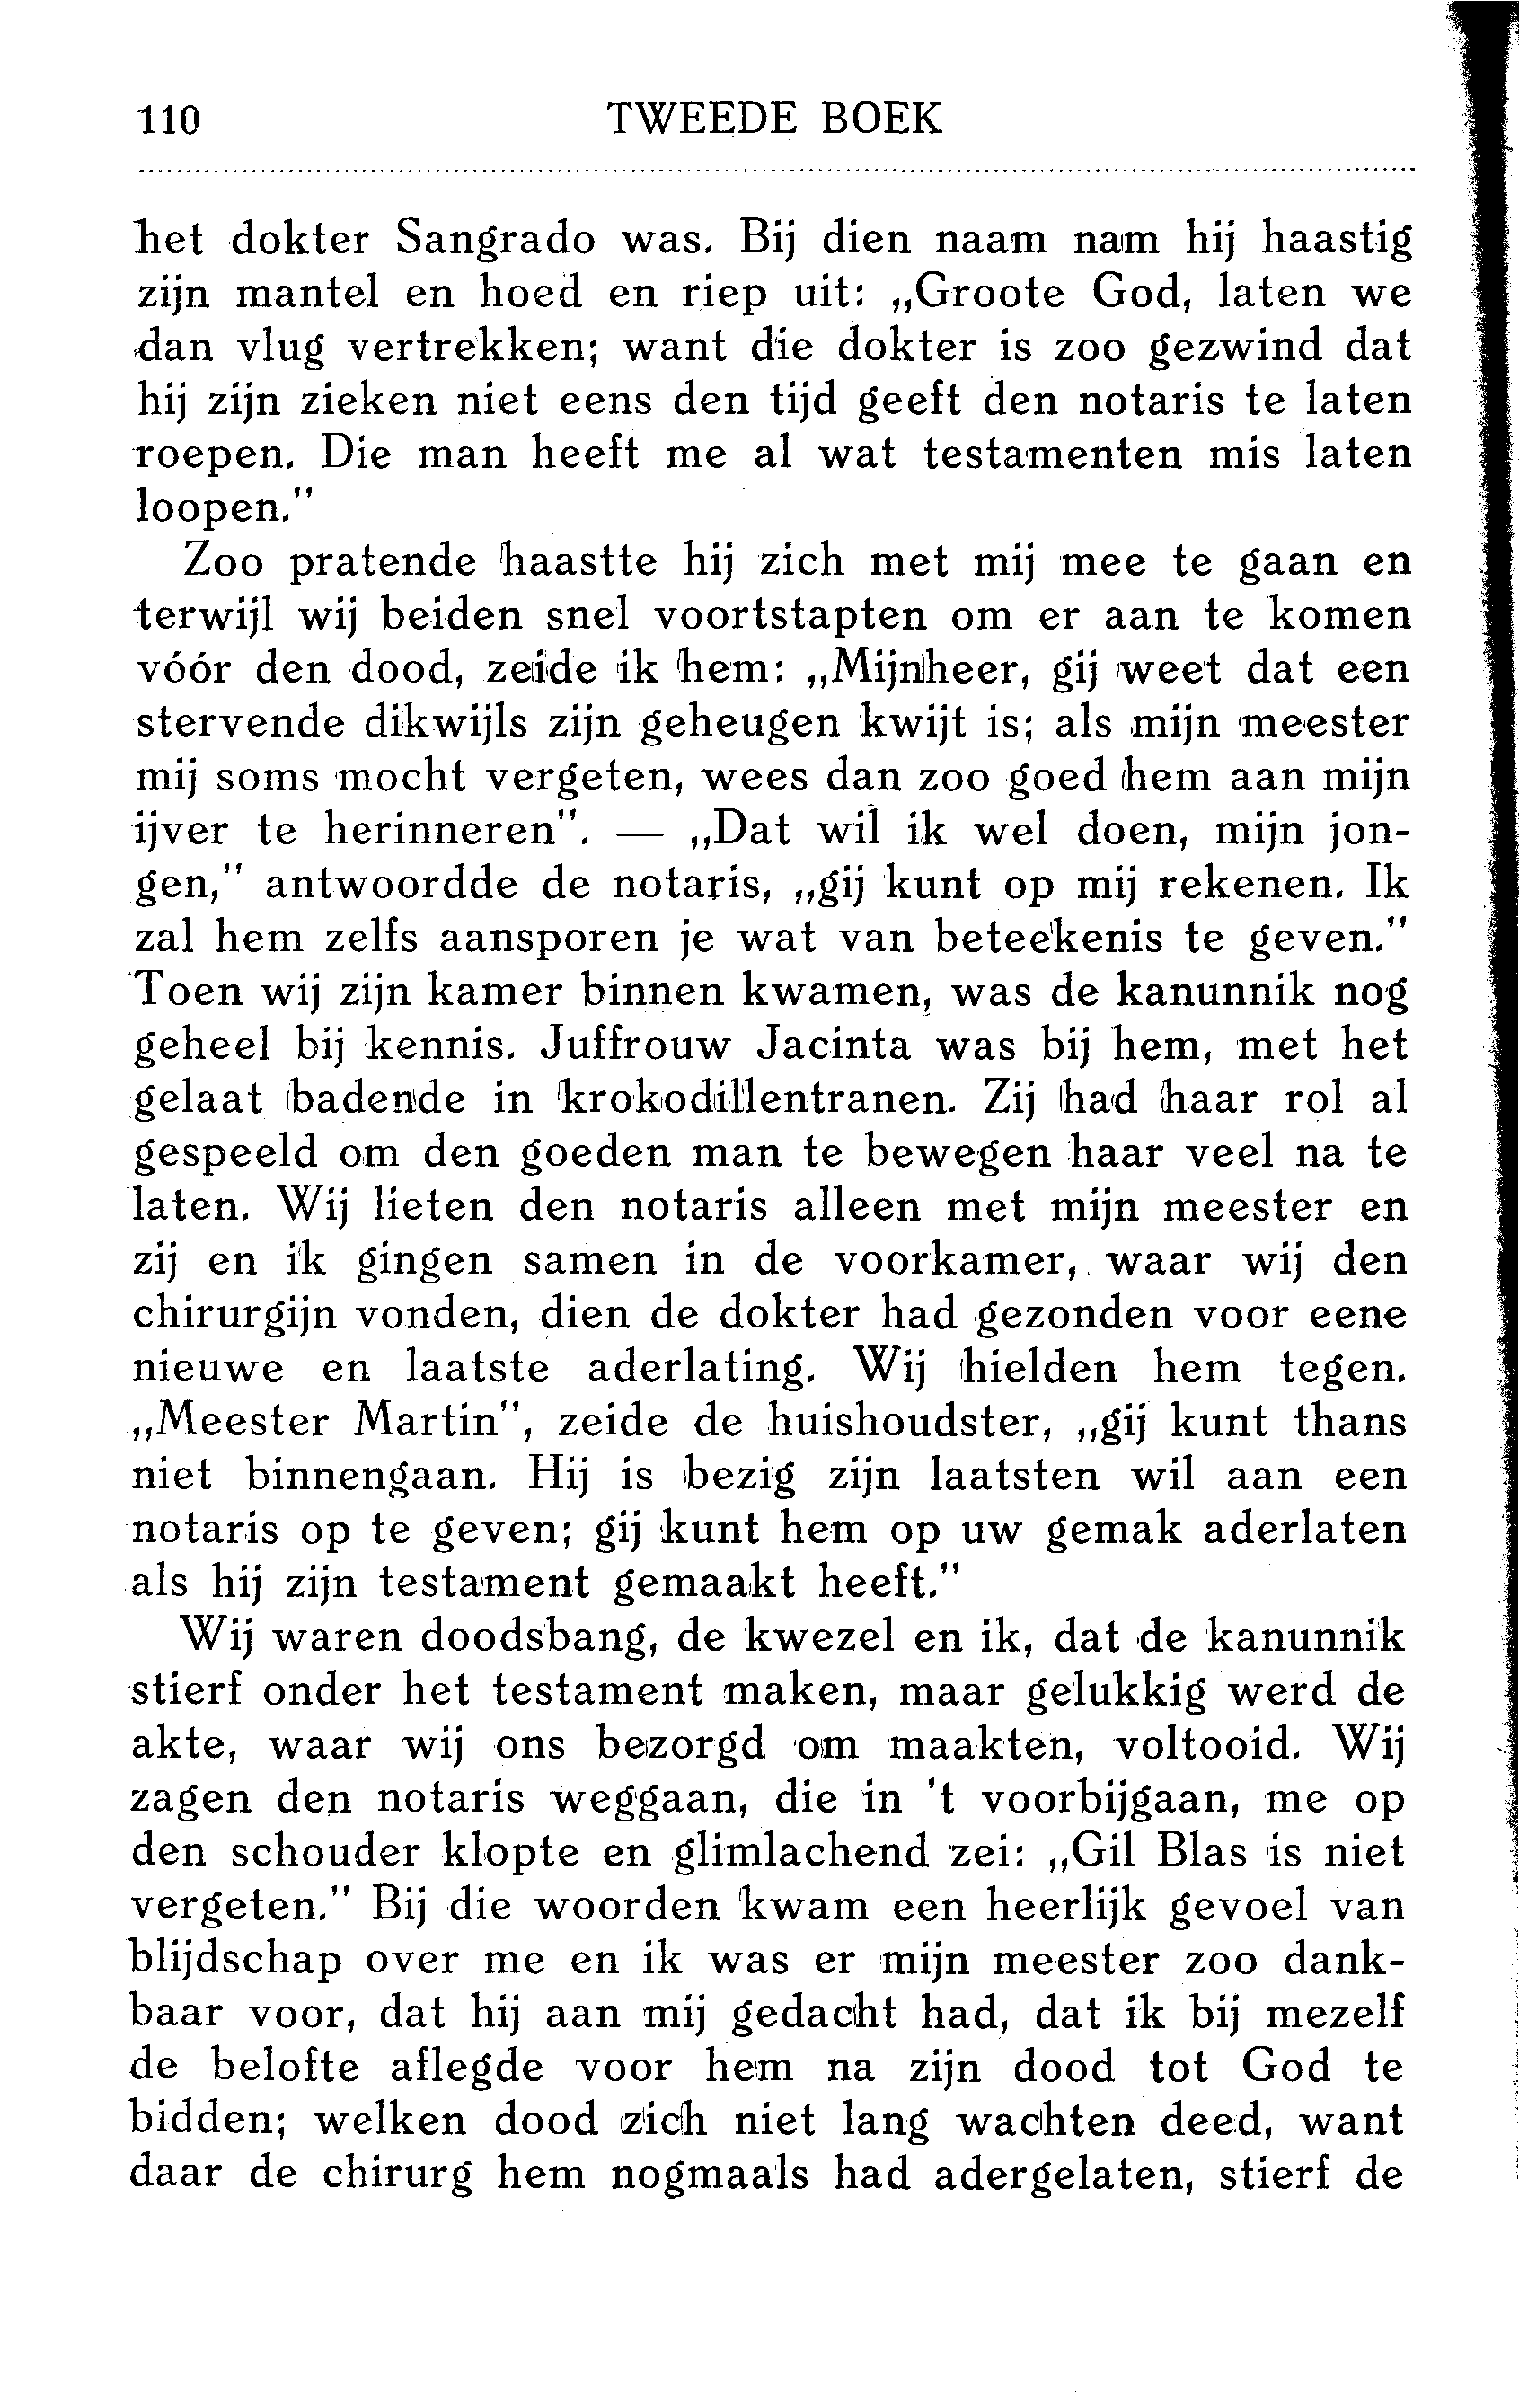 110 TWEEDE BOEK
het dokter Sangrado was. Bij dien naam nam hij haastig
zijn mantel en hoed en riep uit: „Groote God, laten we
dan vlug vertrekken; want die dokter is zoo gezwind dat
hij zijn zieken niet eens den tijd geeft den notaris te laten
roepen. Die man heeft me al wat testamenten mis laten
loopen.”
Zoo pratende haastte hij zich met mij mee te gaan en
terwijl wij beiden snel voortstapten om er aan te komen
vóór den dood, zeide ik hem: „Mijnheer, gij weet dat een
stervende dikwijls zijn geheugen kwijt is; als mijn meester
mij soms mocht vergeten, wees dan zoo goed hem aan mijn
ijver te herinneren”. — „Dat wil ik wel doen, mijn jon-
gen,” antwoordde de notaris, „gij kunt op mij rekenen. Ik
zal hem zelfs aansporen je wat van beteekenis te geven.”
Toen wij zijn kamer binnen kwamen, was de kanunnik nog
geheel bij kennis. Juffrouw Jacinta was bij hem, met het
gelaat badende in krokodillentranen. Zij had haar rol al
gespeeld om den goeden man te bewegen haar veel na te
laten. Wij lieten den notaris alleen met mijn meester en
zij en ik gingen samen in de voorkamer, waar wij den
chirurgijn vonden, dien de dokter had gezonden voor eene
nieuwe en laatste aderlating. Wij hielden hem tegen.
„Meester Martin”, zeide de huishoudster, „gij kunt thans
niet binnengaan. Hij is bezig zijn laatsten wil aan een
notaris op te geven; gij kunt hem op uw gemak aderlaten
als hij zijn testament gemaakt heeft.”
Wij waren doodsbang, de kwezel en ik, dat de kanunnik
stierf onder het testament maken, maar gelukkig werd de
akte, waar wij ons bezorgd om maakten, voltooid. Wij
zagen den notaris weggaan, die in 't voorbijgaan, me op
den schouder klopte en glimlachend zei: „Gil Blas is niet
vergeten.” Bij die woorden kwam een heerlijk gevoel van
blijdschap over me en ik was er mijn meester zoo dank-
baar voor, dat hij aan mij gedacht had, dat ik bij mezelf
de belofte aflegde voor hem na zijn dood tot God te
bidden; welken dood zich niet lang wachten deed, want
daar de chirurg hem nogmaals had adergelaten, stierf de